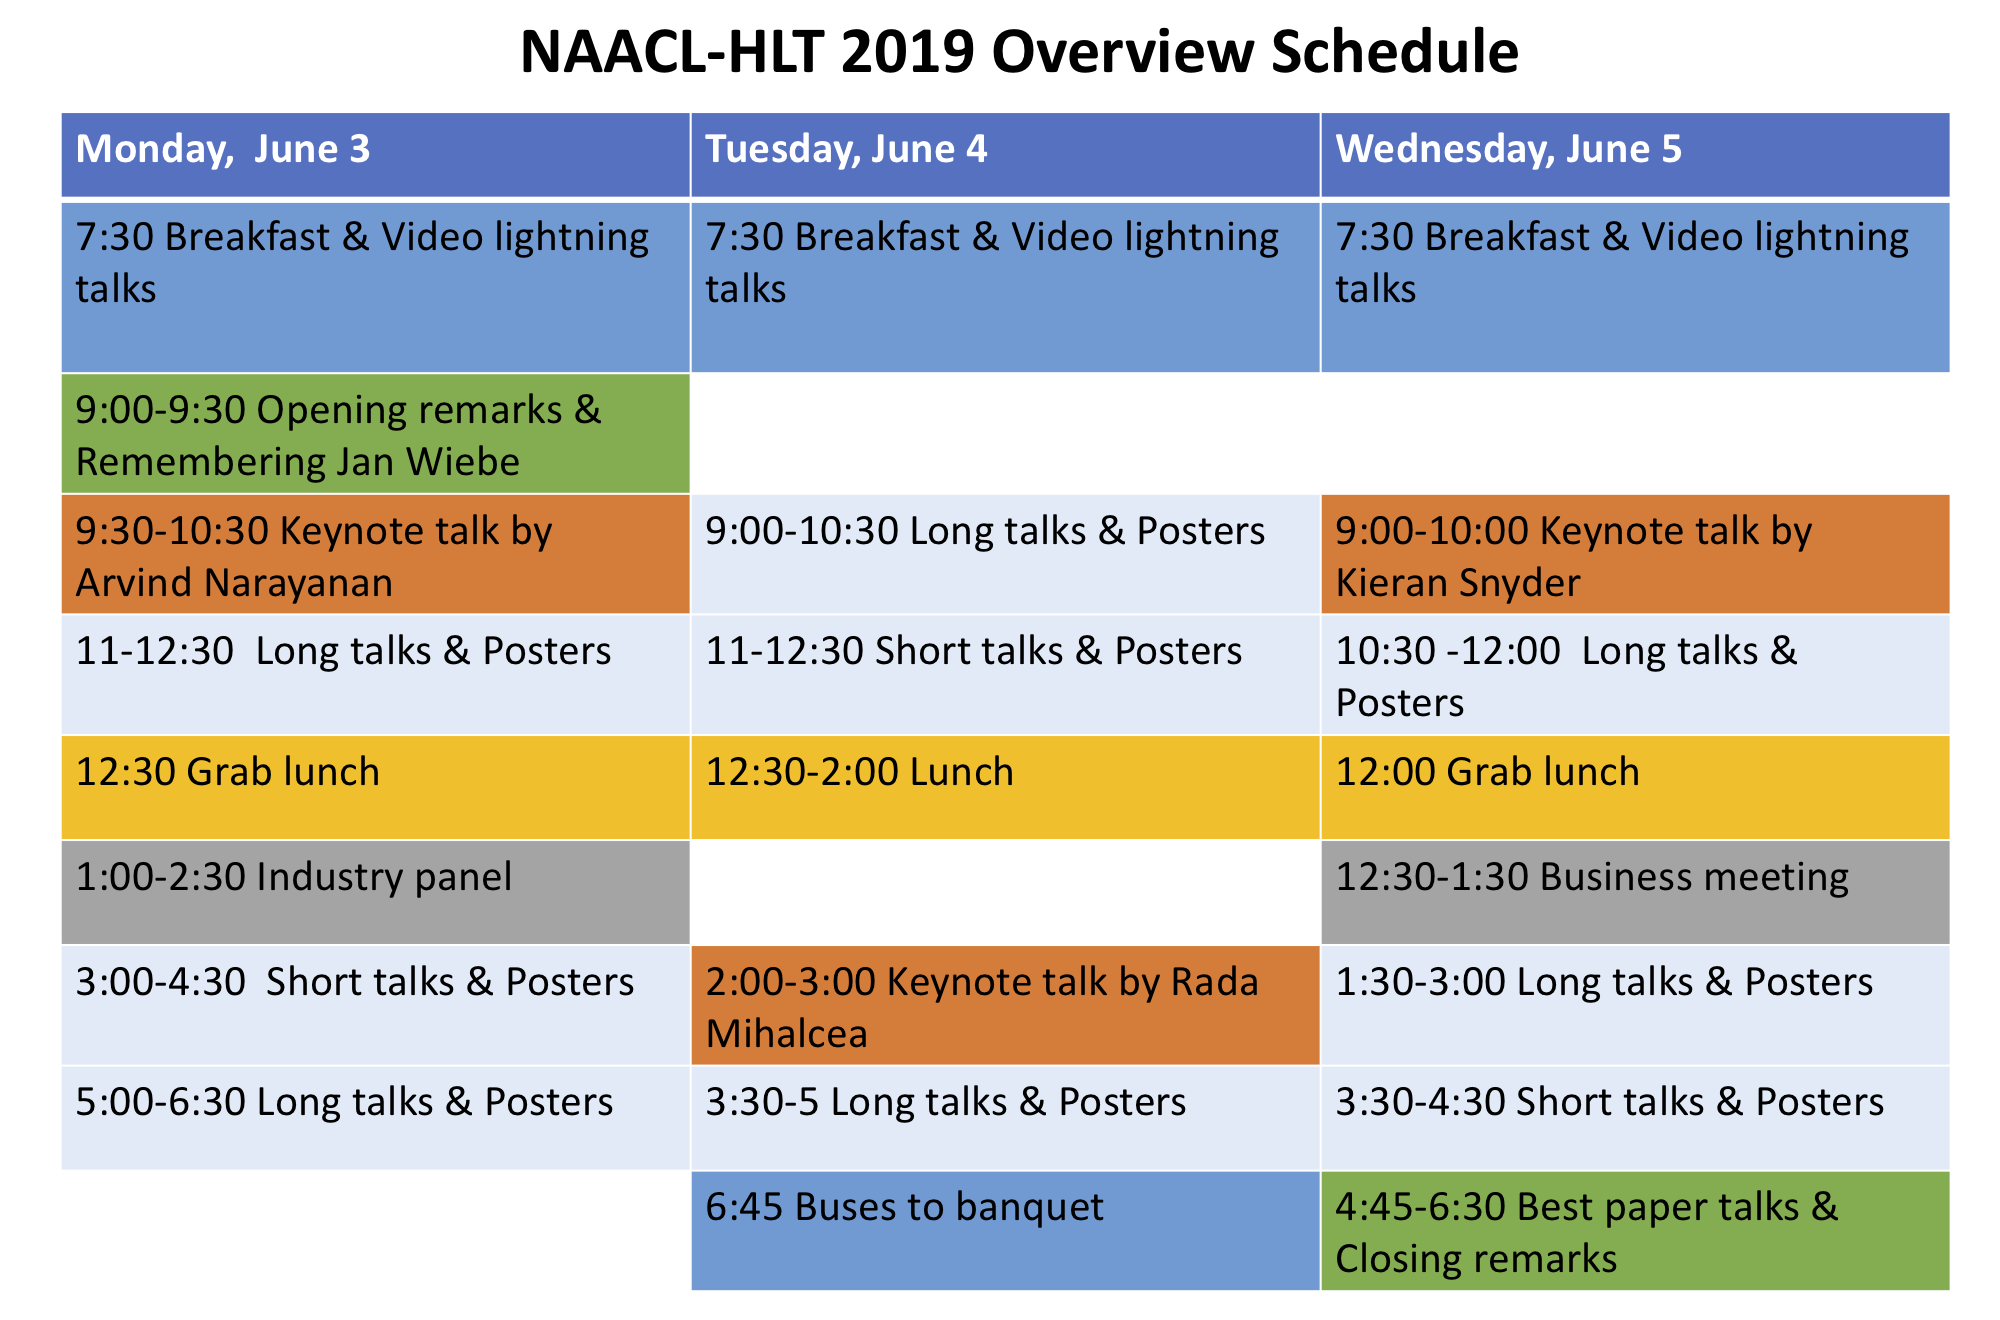 NAACL-HLT 2019 Overview Schedule
Monday,  June 3
Tuesday, June 4
Wednesday, June 5
7:30 Breakfast & Video lightning
talks
7:30 Breakfast & Video lightning
talks
7:30 Breakfast & Video lightning
talks
9:00-9:30 Opening remarks &
Remembering Jan Wiebe
9:30-10:30 Keynote talk by
Arvind Narayanan
9:00-10:30 Long talks & Posters
9:00-10:00 Keynote talk by
Kieran Snyder
11-12:30  Long talks & Posters
11-12:30 Short talks & Posters
10:30 -12:00  Long talks &
Posters
12:30 Grab lunch
12:30-2:00 Lunch
12:00 Grab lunch
1:00-2:30 Industry panel
12:30-1:30 Business meeting
3:00-4:30  Short talks & Posters
2:00-3:00 Keynote talk by Rada
Mihalcea
1:30-3:00 Long talks & Posters
5:00-6:30 Long talks & Posters
3:30-5 Long talks & Posters
3:30-4:30 Short talks & Posters
6:45 Buses to banquet
4:45-6:30 Best paper talks &
Closing remarks